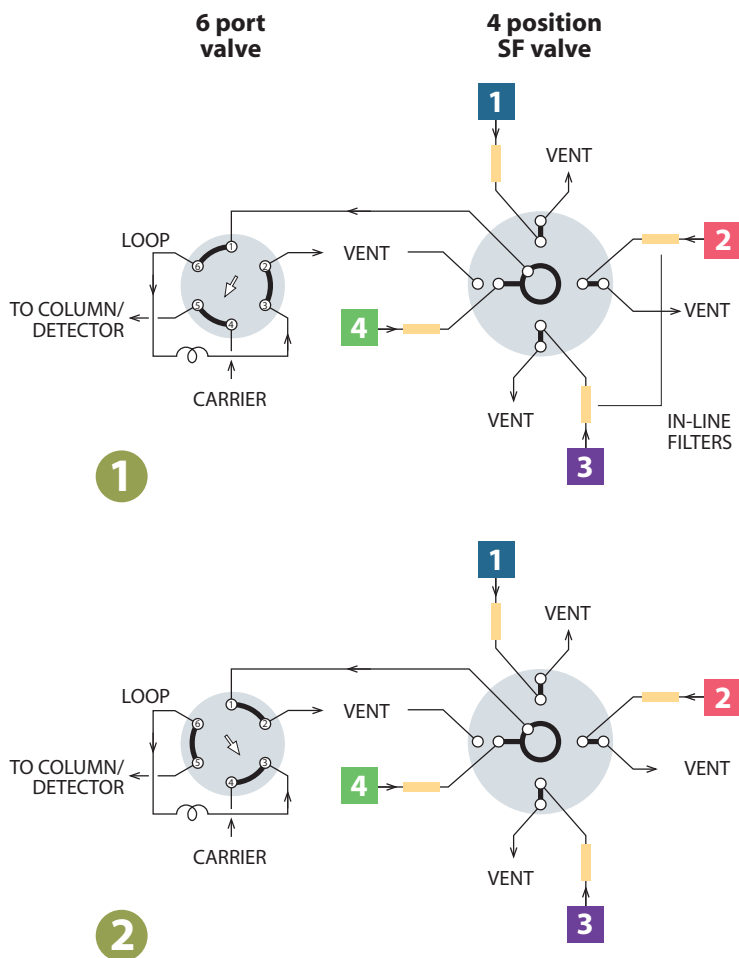 6 port
valve
4 position
SF valve
1
VENT
LOOP
1
6
2
5
3
4
VENT
2
TO COLUMN/
DETECTOR
4
VENT
CARRIER
VENT
IN-LINE
FILTERS
3
1
1
VENT
LOOP
1
6
2
5
3
4
VENT
2
TO COLUMN/
DETECTOR
4
VENT
CARRIER
VENT
3
2